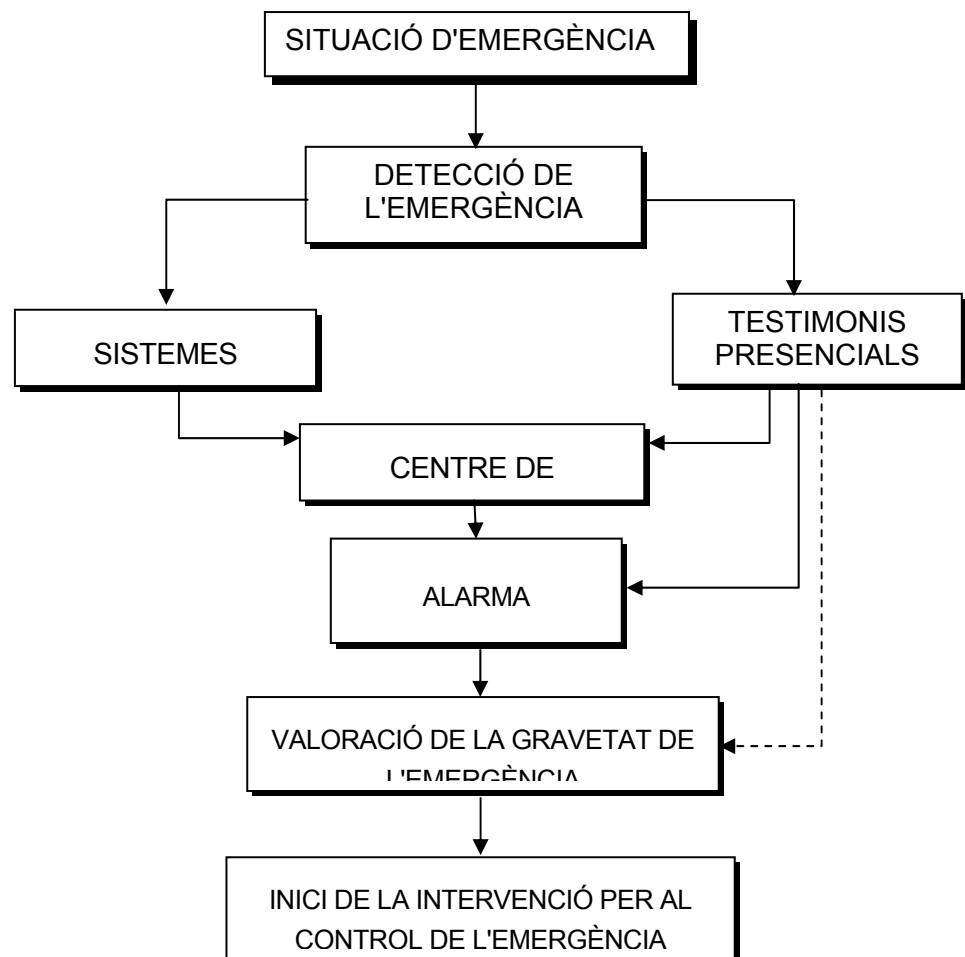 SITUACIÓ D'EMERGÈNCIA
DETECCIÓ DE
L'EMERGÈNCIA
SISTEMES
TESTIMONIS
PRESENCIALS
CENTRE DE
ALARMA
VALORACIÓ DE LA GRAVETAT DE
L'EMERGÈNCIA
INICI DE LA INTERVENCIÓ PER AL
CONTROL DE L'EMERGÈNCIA